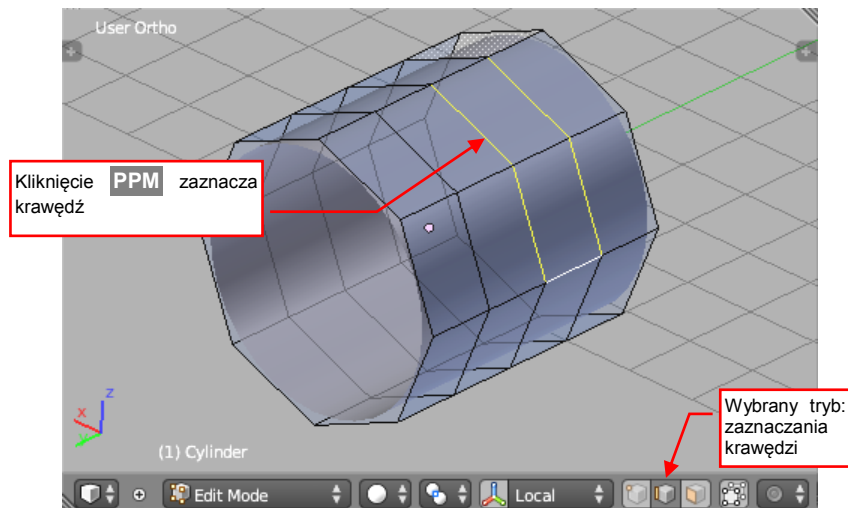 User Ortho
Kliknięcie PPM zaznacza
krawędź
z
x
y
Wybrany tryb:
zaznaczania
krawędzi
(1) Cylinder
Edit Mode
Local